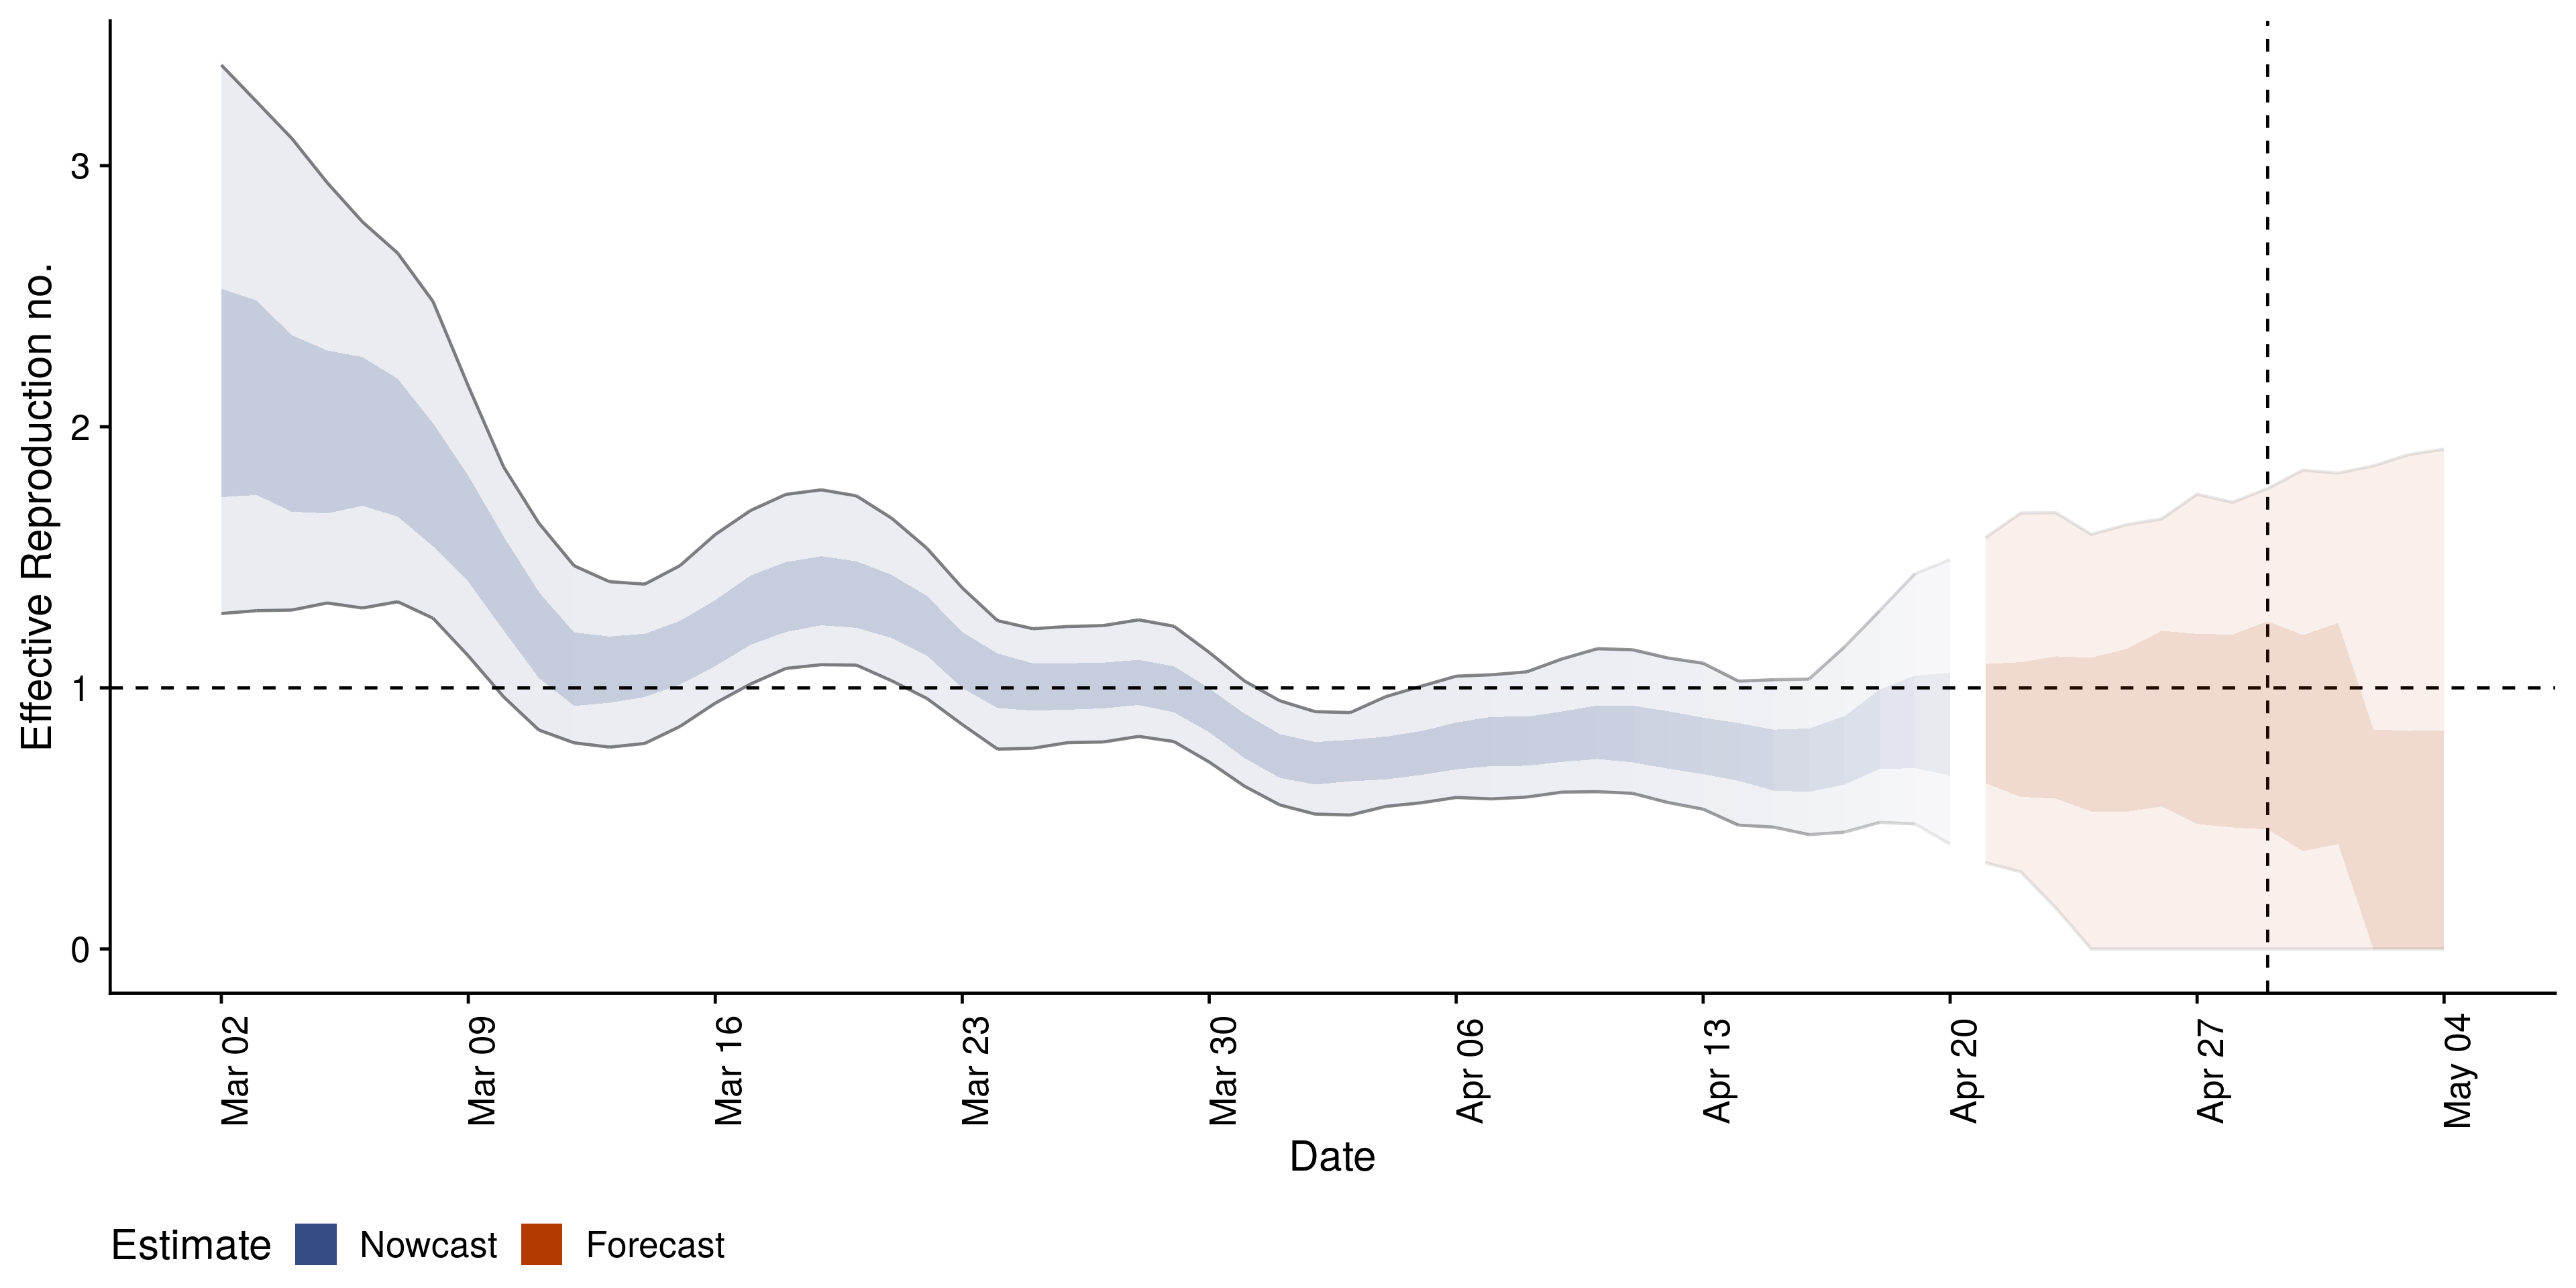 Effective Reproduction no.
3
2
1
0
Mar 02
Mar 09
Mar 16
Mar 23
Mar 30
Apr 06
Apr 13
Apr 20
Apr 27
May 04
Date
Estimate Nowcast Forecast